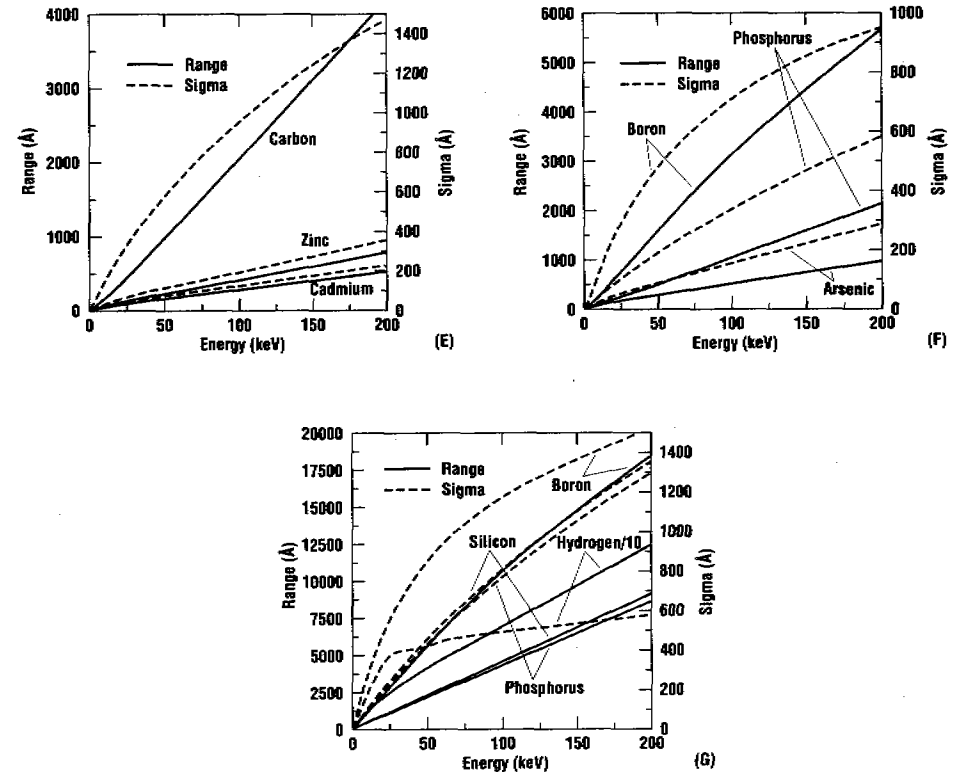 4000
3000
2000
1000
0
Range (Å)
Range
Sigma
Carbon
Zinc
Cadmium
1400
1200
1000
800
600
400
200
0
Sigma (Å)
0 50 100 150 200
Energy (keV)
(E)
6000
5000
4000
3000
2000
1000
0
Range (Å)
Phosphorus
Range
Sigma
Boron
Arsenic
1000
800
600
400
200
0
Sigma (Å)
0 50 100 150 200
Energy (keV)
(F)
20000
17500
15000
12500
10000
7500
5000
2500
0
Range (Å)
Range
Sigma
Boron
Silicon
Hydrogen/10
Phosphorus
1400
1200
1000
800
600
400
200
0
Sigma (Å)
0 50 100 150 200
Energy (keV)
(G)